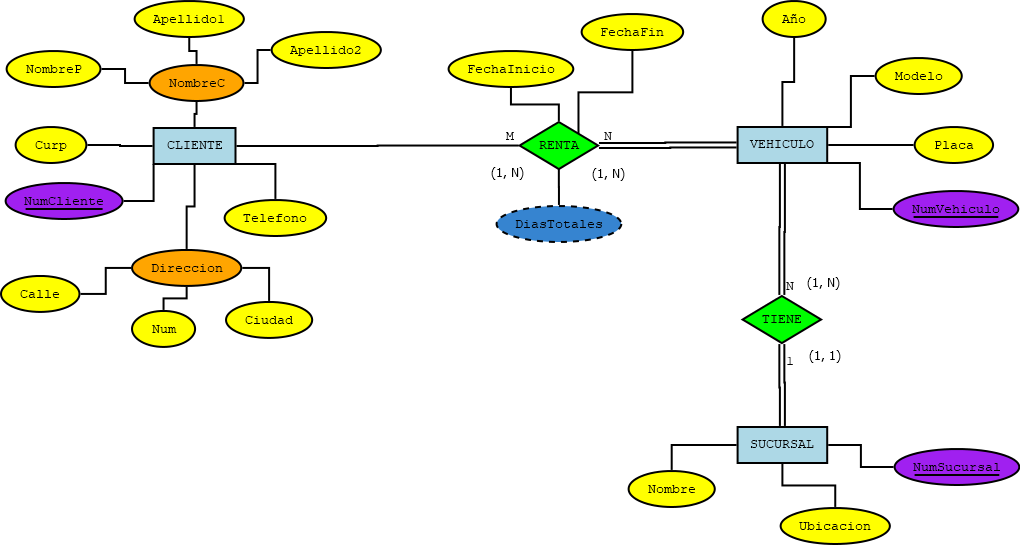 Apellido1
Año
FechaFin
Apellido2
NombreP
FechaInicio
Modelo
NombreC
M
N
Curp
CLIENTE
RENTA
VEHICULO
Placa
(1, N)
(1, N)
NumCliente
Telefono
DiasTotales
NumVehiculo
Direccion
N
(1, N)
Calle
Ciudad
TIENE
Num
1
(1, 1)
SUCURSAL
NumSucursal
Nombre
Ubicacion